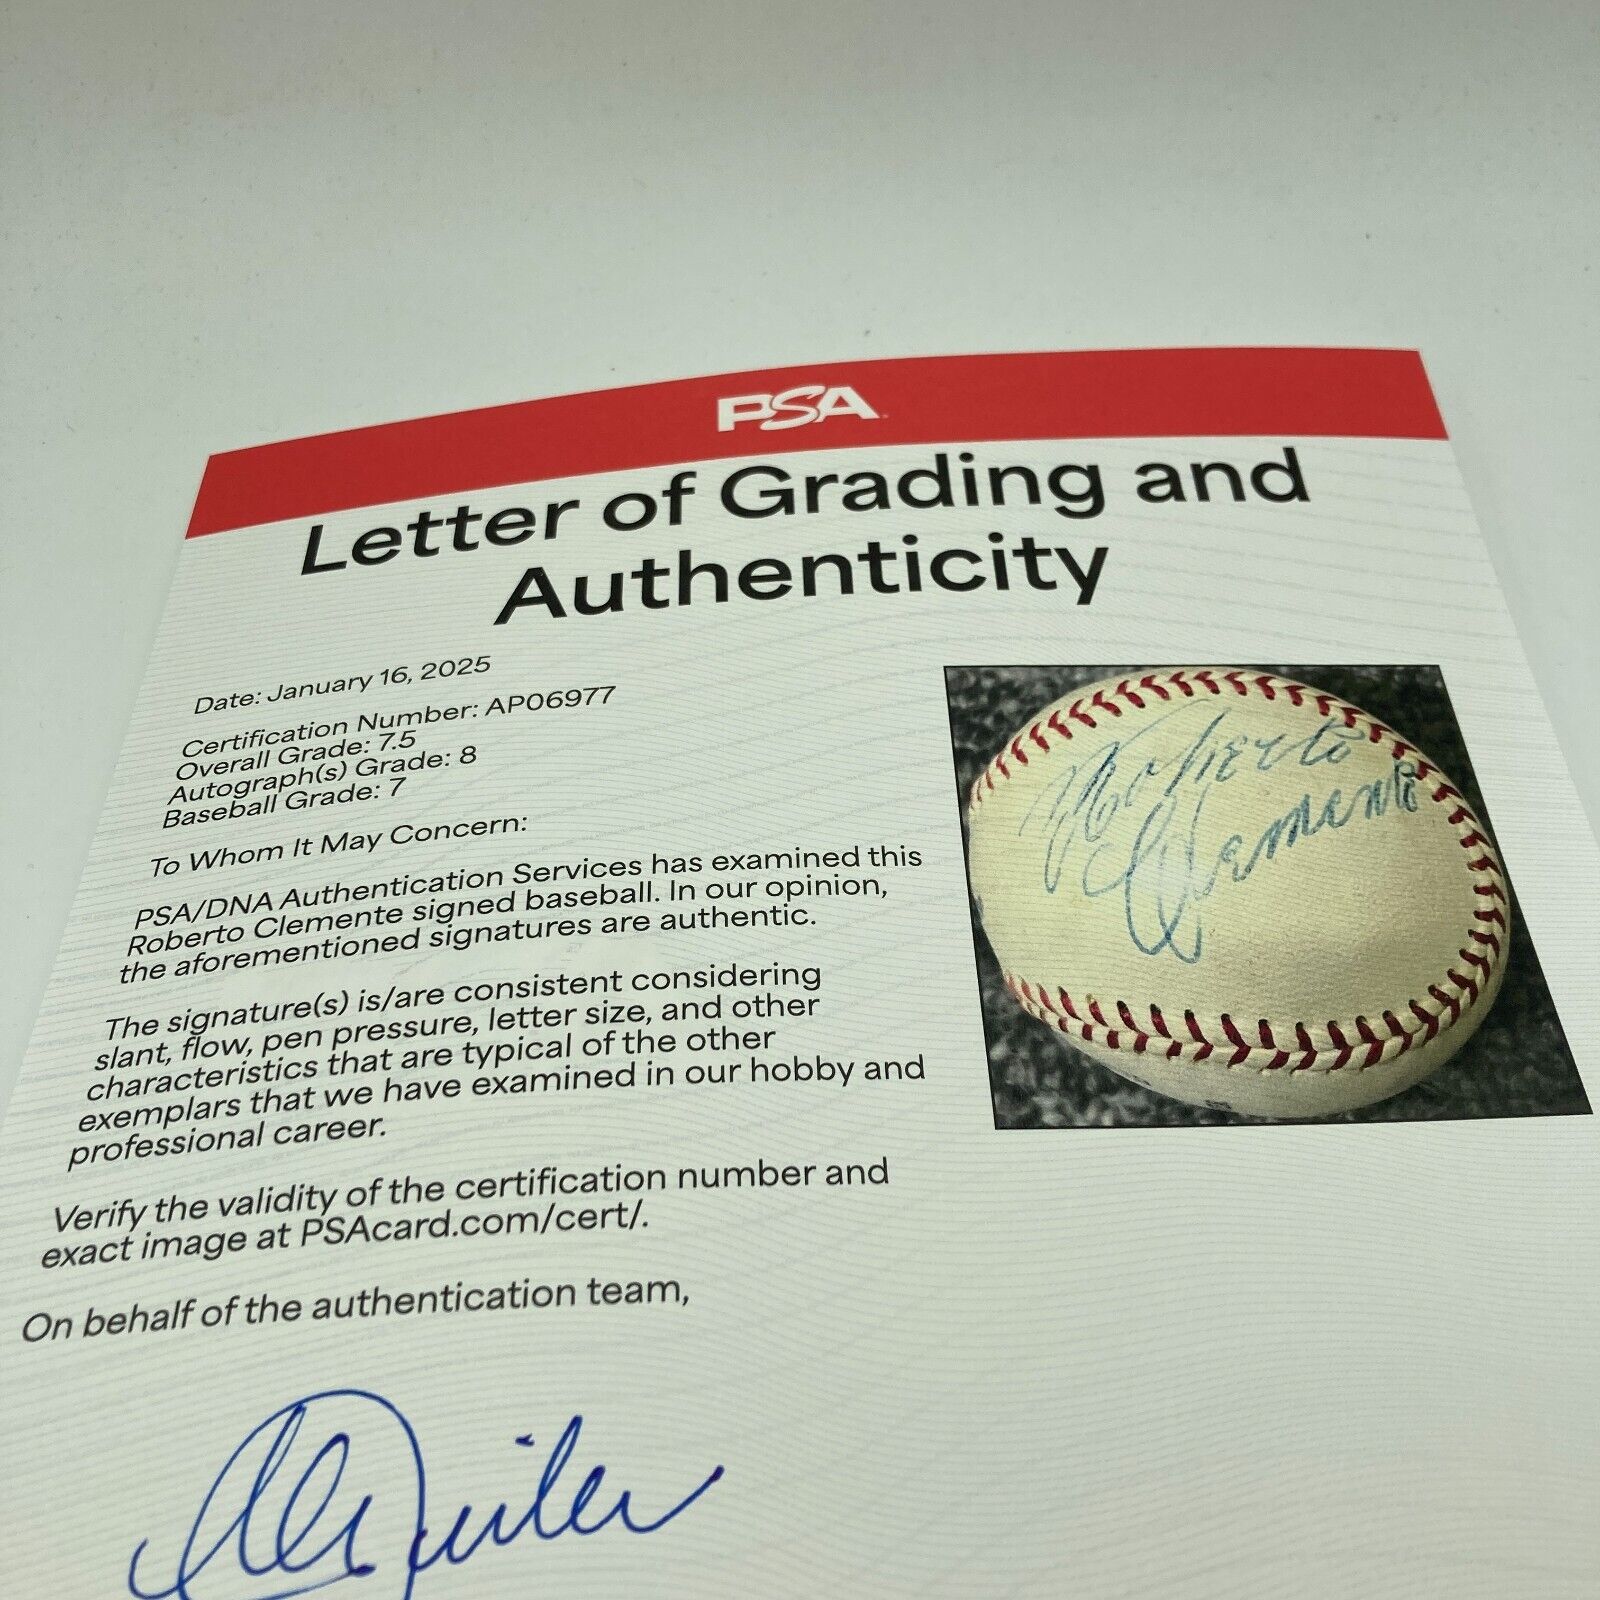 PSA
Letter of Grading and
Authenticity
Date: January 16, 2025
Certification Number: AP06977
Overall Grade: 7.5
Autograph(s) Grade: 8
Baseball Grade: 7
To Whom It May Concern:
PSA/DNA Authentication Services has examined this
Roberto Clemente signed baseball. In our opinion,
the aforementioned signatures are authentic.
The signature(s) is/are consistent considering
slant, flow, pen pressure, letter size, and other
characteristics that are typical of the other
exemplars that we have examined in our hobby and
professional career.
Verify the validity of the certification number and
exact image at PSAcard.com/cert/.
On behalf of the authentication team,
Roberto
Clemente